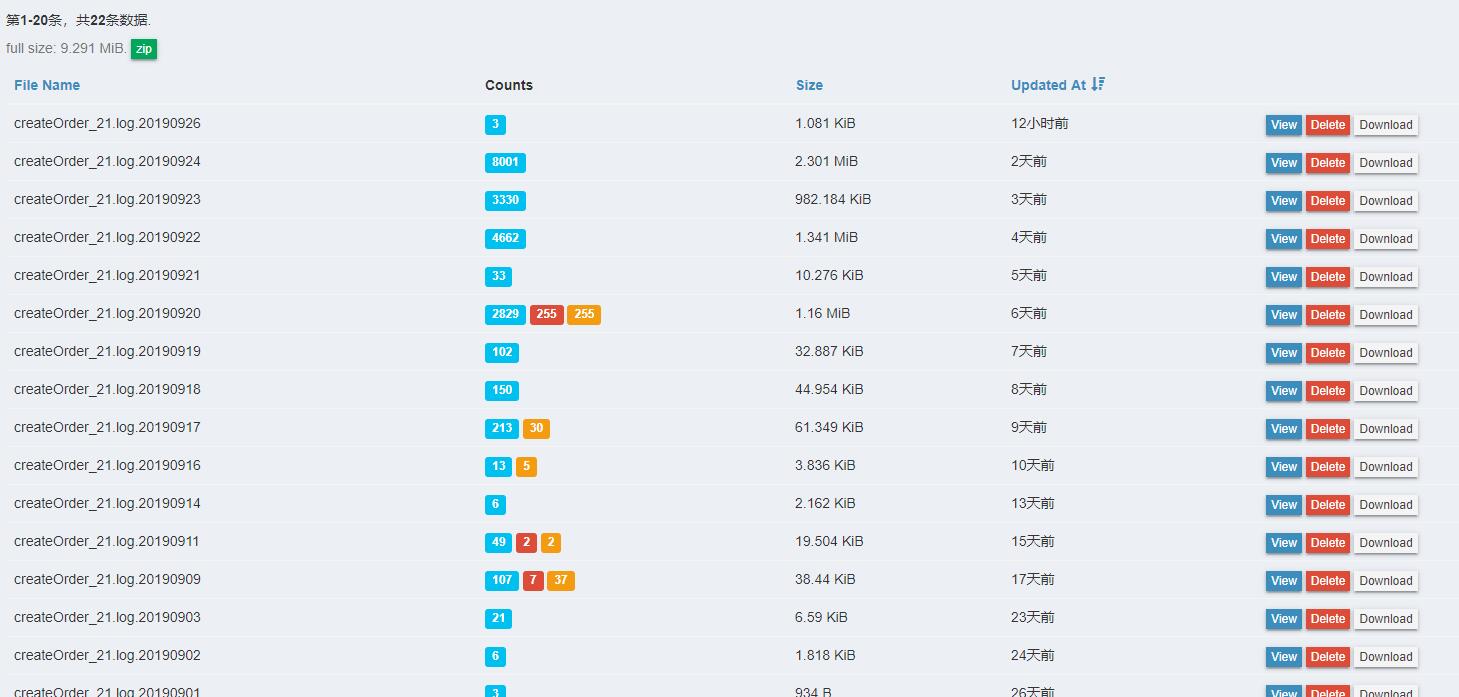 第1-20条，共22条数据.
full size: 9.291 MiB. zip
File Name Counts Size Updated At
createOrder_21.log.20190926 3 1.081 KiB 12小时前 View Delete Download
createOrder_21.log.20190924 8001 2.301 MiB 2天前 View Delete Download
createOrder_21.log.20190923 3330 982.184 KiB 3天前 View Delete Download
createOrder_21.log.20190922 4662 1.341 MiB 4天前 View Delete Download
createOrder_21.log.20190921 33 10.276 KiB 5天前 View Delete Download
createOrder_21.log.20190920 2829 255 255 1.16 MiB 6天前 View Delete Download
createOrder_21.log.20190919 102 32.887 KiB 7天前 View Delete Download
createOrder_21.log.20190918 150 44.954 KiB 8天前 View Delete Download
createOrder_21.log.20190917 213 30 61.349 KiB 9天前 View Delete Download
createOrder_21.log.20190916 13 5 3.836 KiB 10天前 View Delete Download
createOrder_21.log.20190914 6 2.162 KiB 13天前 View Delete Download
createOrder_21.log.20190911 49 2 2 19.504 KiB 15天前 View Delete Download
createOrder_21.log.20190909 107 7 37 38.44 KiB 17天前 View Delete Download
createOrder_21.log.20190903 21 6.59 KiB 23天前 View Delete Download
createOrder_21.log.20190902 6 1.818 KiB 24天前 View Delete Download
createOrder_21.log.20190901 3 934 B 26天前 View Delete Download